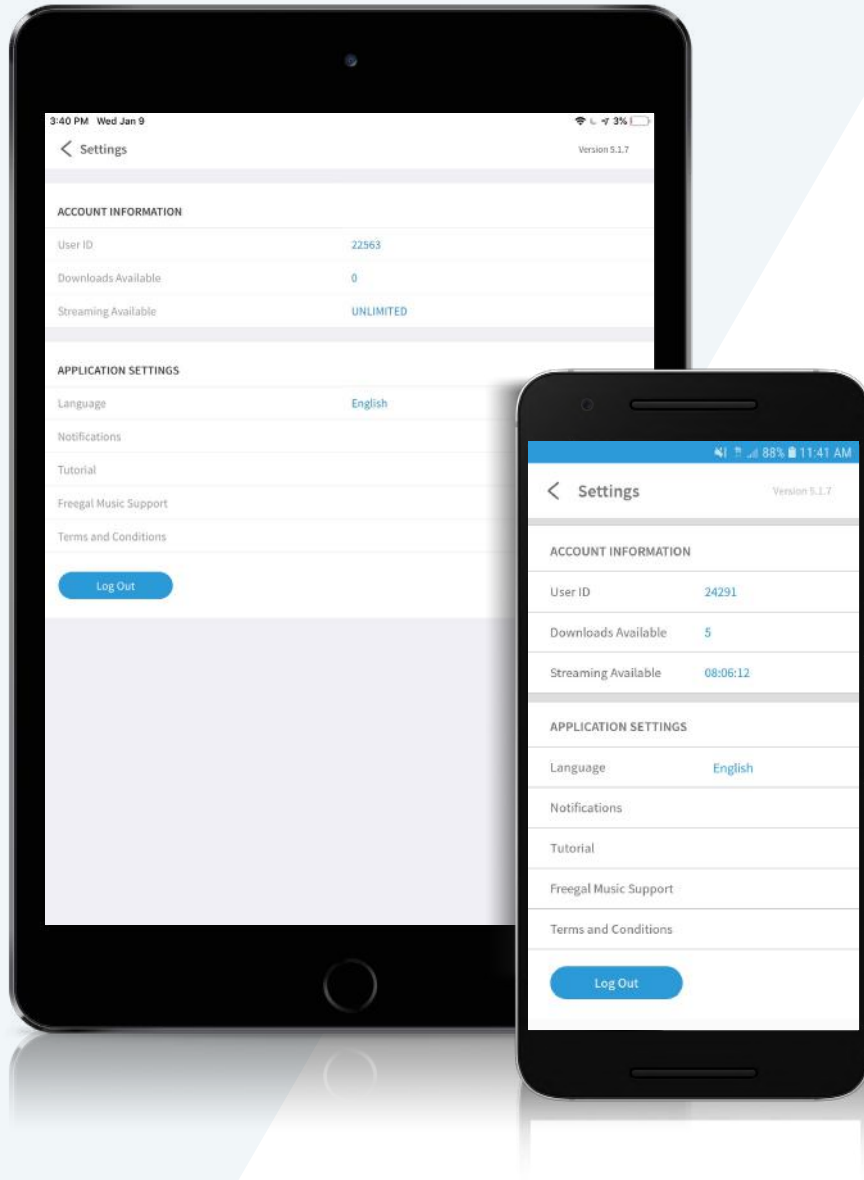 3:40 PM Wed Jan 9 3%
Settings Version 5.1.7
ACCOUNT INFORMATION
User ID 22563
Downloads Available 0
Streaming Available UNLIMITED
APPLICATION SETTINGS
Language English
Notifications
Tutorial
Freegal Music Support
Terms and Conditions
Log Out
88% 11:41 AM
Settings Version 5.1.7
ACCOUNT INFORMATION
User ID 24291
Downloads Available 5
Streaming Available 08:06:12
APPLICATION SETTINGS
Language English
Notifications
Tutorial
Freegal Music Support
Terms and Conditions
Log Out